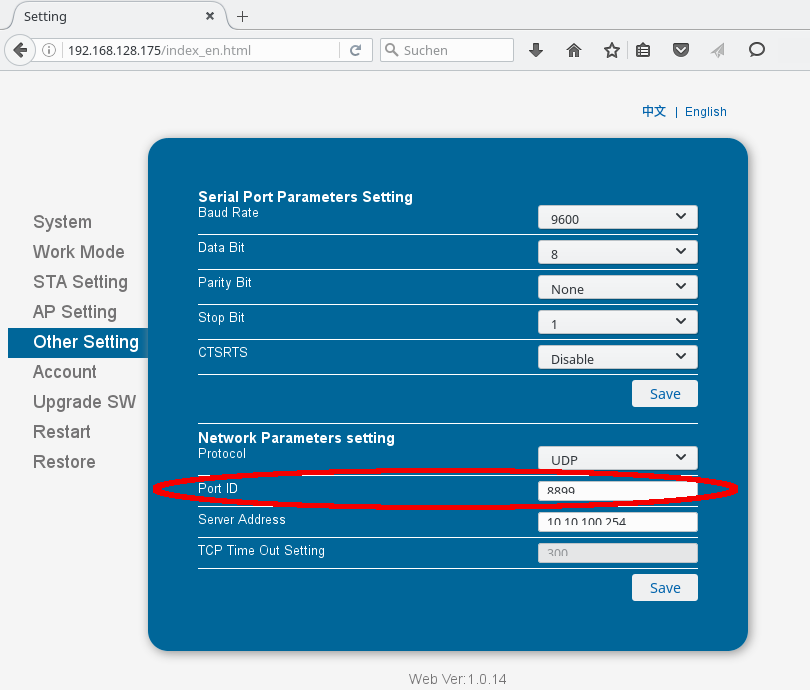 Setting
192.168.128.175/index_en.html
Suchen
中文 | English
System
Work Mode
STA Setting
AP Setting
Other Setting
Account
Upgrade SW
Restart
Restore
Serial Port Parameters Setting
Baud Rate 9600
Data Bit 8
Parity Bit None
Stop Bit 1
CTSRTS Disable
Save
Network Parameters setting
Protocol UDP
Port ID 8899
Server Address 10.10.100.254
TCP Time Out Setting 300
Save
Web Ver:1.0.14